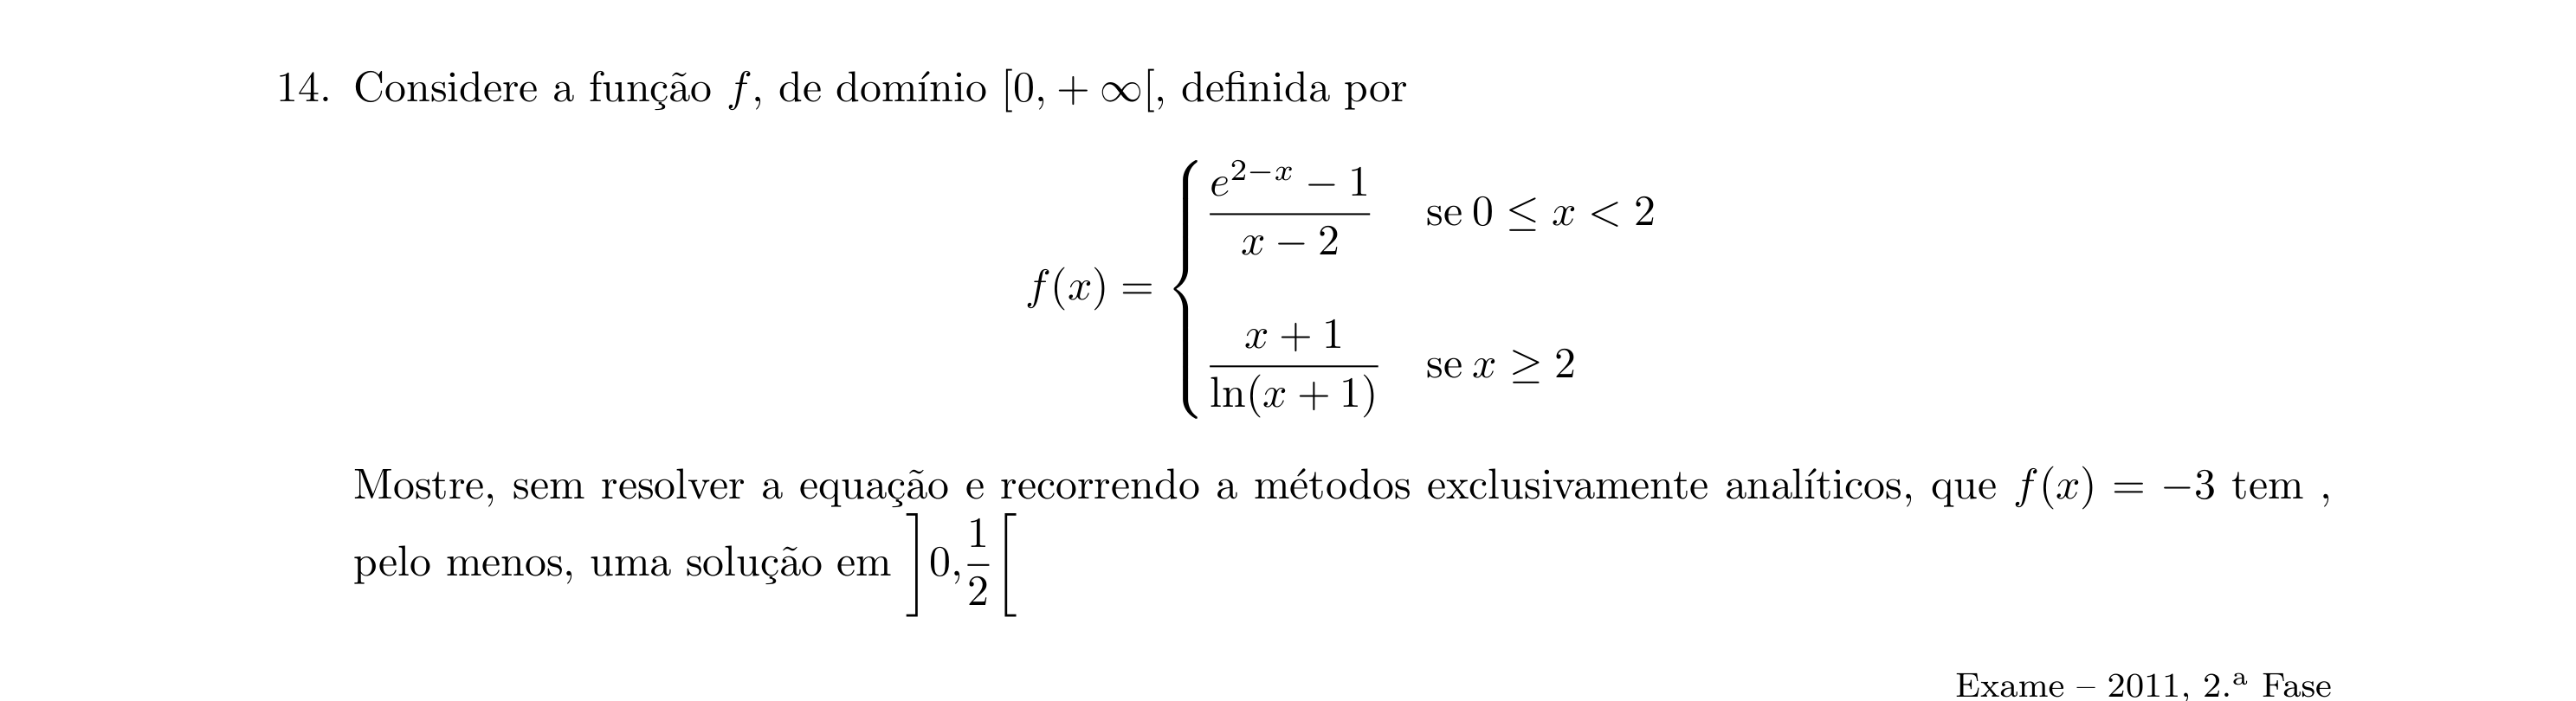 14. Considere a função f, de domínio [0, + ∞[, definida por
f(x) = { (e^{2−x} − 1)/(x − 2) se 0 ≤ x < 2
(x + 1)/(ln(x + 1)) se x ≥ 2
Mostre, sem resolver a equação e recorrendo a métodos exclusivamente analíticos, que f(x) = −3 tem ,
pelo menos, uma solução em ]0, 1/2[
Exame – 2011, 2.ª Fase